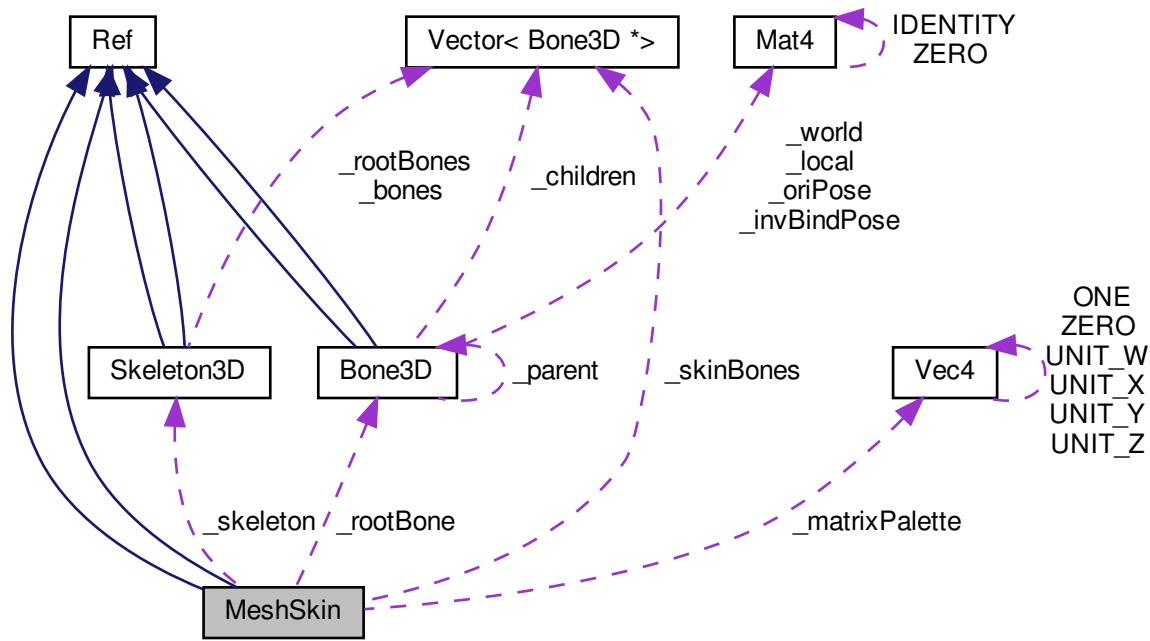 Ref
Vector< Bone3D *>
Mat4
IDENTITY
ZERO
_rootBones
_bones
_children
_world
_local
_oriPose
_invBindPose
Skeleton3D
Bone3D
_parent
_skinBones
Vec4
ONE
ZERO
UNIT_W
UNIT_X
UNIT_Y
UNIT_Z
_skeleton
_rootBone
_matrixPalette
MeshSkin